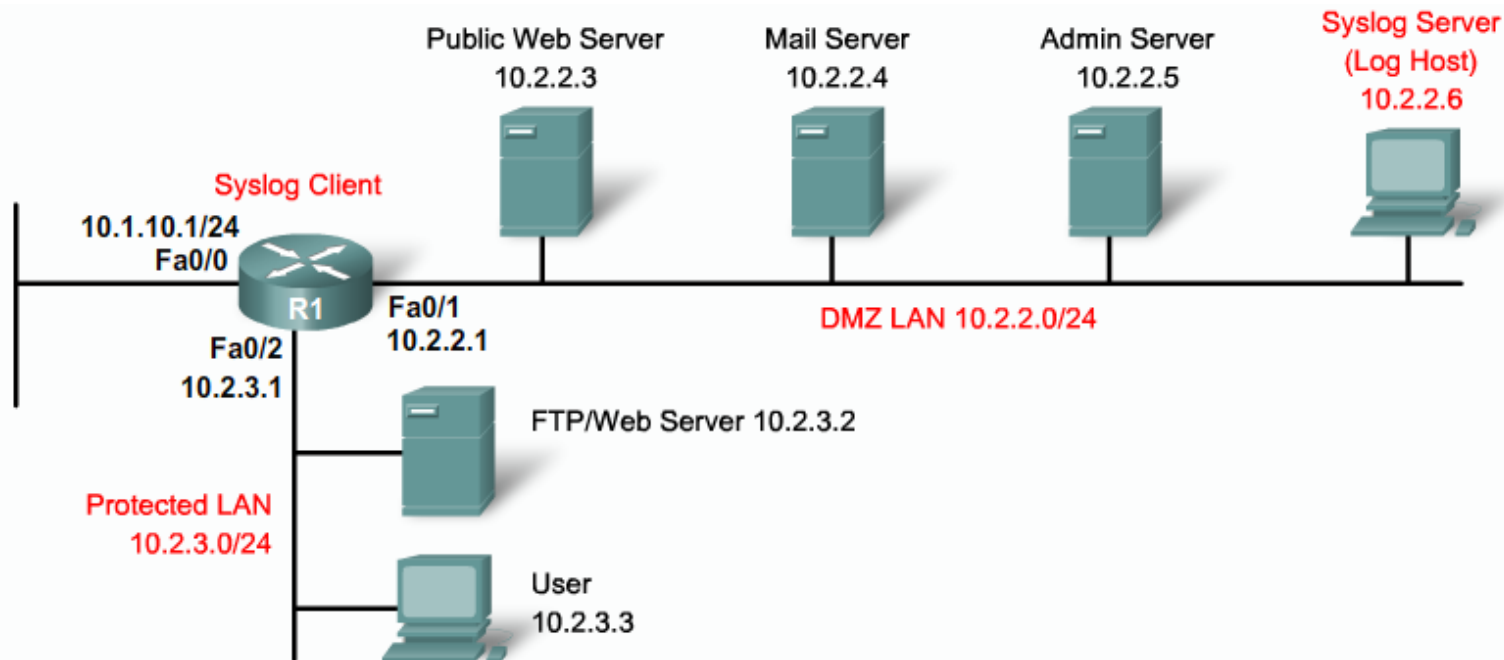 Public Web Server
10.2.2.3
Mail Server
10.2.2.4
Admin Server
10.2.2.5
Syslog Server
(Log Host)
10.2.2.6
Syslog Client
10.1.10.1/24
Fa0/0
R1
Fa0/1
10.2.2.1
DMZ LAN 10.2.2.0/24
Fa0/2
10.2.3.1
FTP/Web Server 10.2.3.2
Protected LAN
10.2.3.0/24
User
10.2.3.3